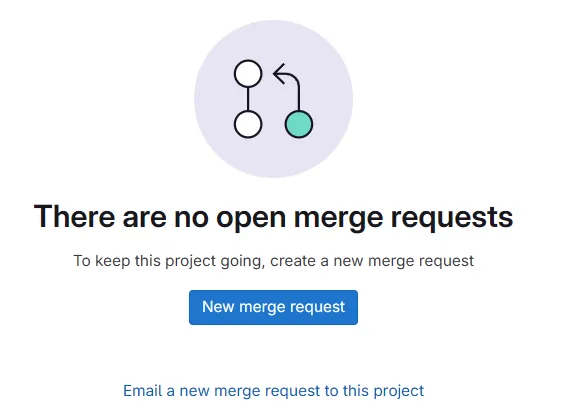 There are no open merge requests
To keep this project going, create a new merge request
New merge request
Email a new merge request to this project